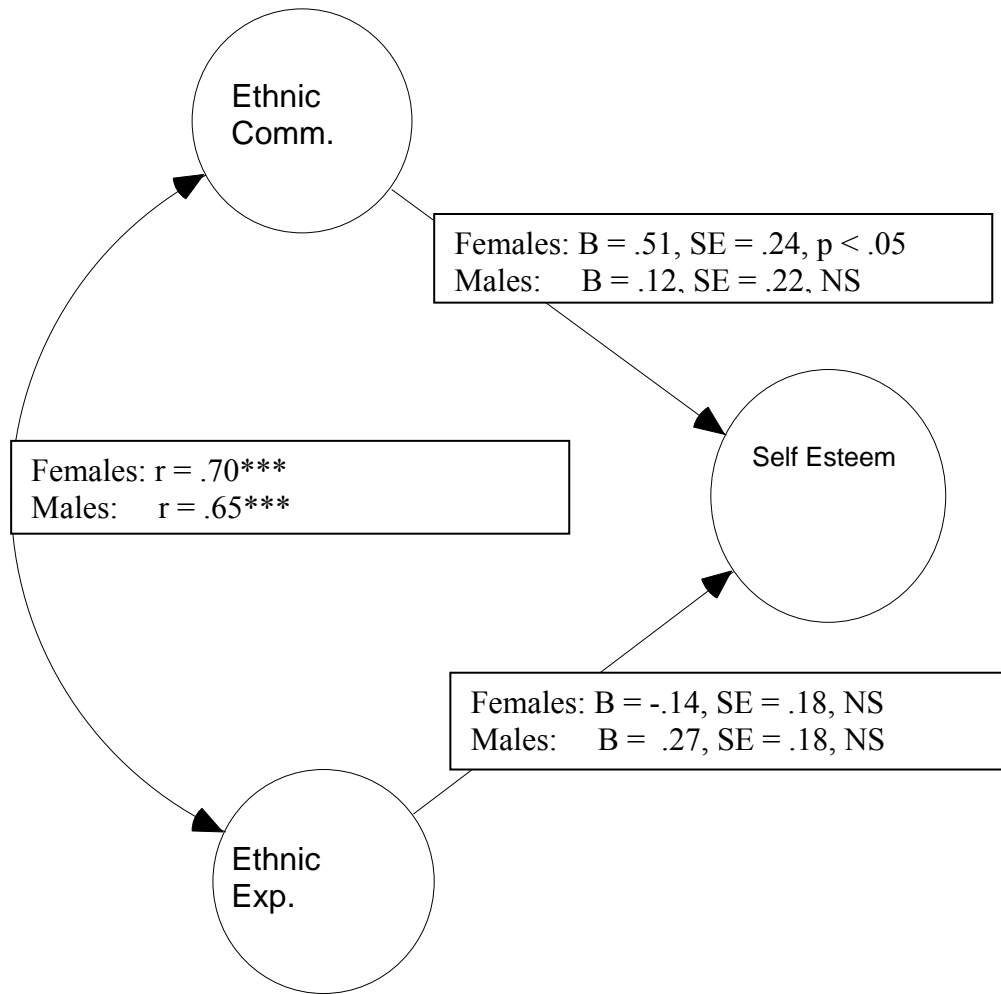 Ethnic
Comm.
Females: B = .51, SE = .24, p < .05
Males: B = .12, SE = .22, NS
Self Esteem
Females: r = .70***
Males: r = .65***
Females: B = -.14, SE = .18, NS
Males: B = .27, SE = .18, NS
Ethnic
Exp.